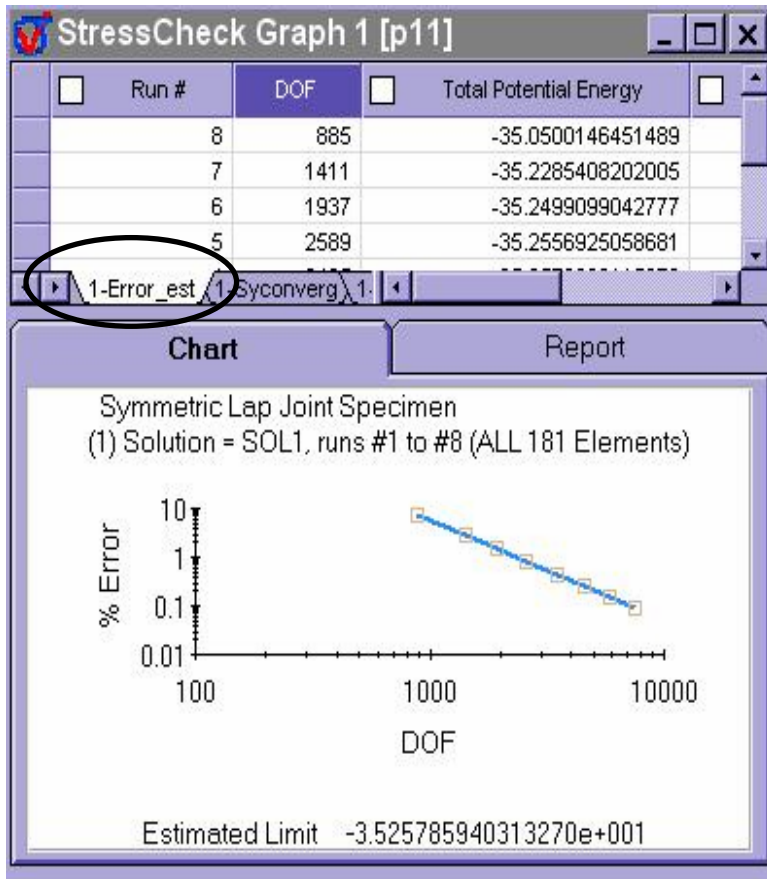 StressCheck Graph 1 [p11]
Run # DOF Total Potential Energy
8 885 -35.0500146451489
7 1411 -35.2285408202005
6 1937 -35.2499099042777
5 2589 -35.2556925058681
1-Error_est 1-Syconverg 1-
Chart Report
Symmetric Lap Joint Specimen
(1) Solution = SOL1, runs #1 to #8 (ALL 181 Elements)
% Error
10
1
0.1
0.01
100 1000 10000
DOF
Estimated Limit -3.525785940313270e+001